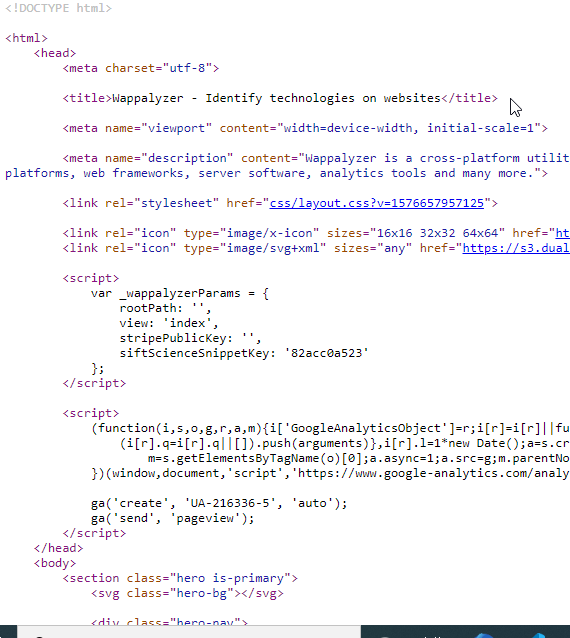 <!DOCTYPE html>
<html>
<head>
<meta charset="utf-8">
<title>Wappalyzer - Identify technologies on websites</title>
<meta name="viewport" content="width=device-width, initial-scale=1">
<meta name="description" content="Wappalyzer is a cross-platform utilit
platforms, web frameworks, server software, analytics tools and many more.">
<link rel="stylesheet" href="css/layout.css?v=1576657957125">
<link rel="icon" type="image/x-icon" sizes="16x16 32x32 64x64" href="ht
<link rel="icon" type="image/svg+xml" sizes="any" href="https://s3.dual
<script>
var _wappalyzerParams = {
rootPath: '',
view: 'index',
stripePublicKey: '',
siftScienceSnippetKey: '82acc0a523'
};
</script>
<script>
(function(i,s,o,g,r,a,m){i['GoogleAnalyticsObject']=r;i[r]=i[r]||fu
(i[r].q=i[r].q||[]).push(arguments)},i[r].l=1*new Date();a=s.cr
m=s.getElementsByTagName(o)[0];a.async=1;a.src=g;m.parentNo
})(window,document,'script','https://www.google-analytics.com/analy
ga('create', 'UA-216336-5', 'auto');
ga('send', 'pageview');
</script>
</head>
<body>
<section class="hero is-primary">
<svg class="hero-bg"></svg>
<div class="hero-nav">